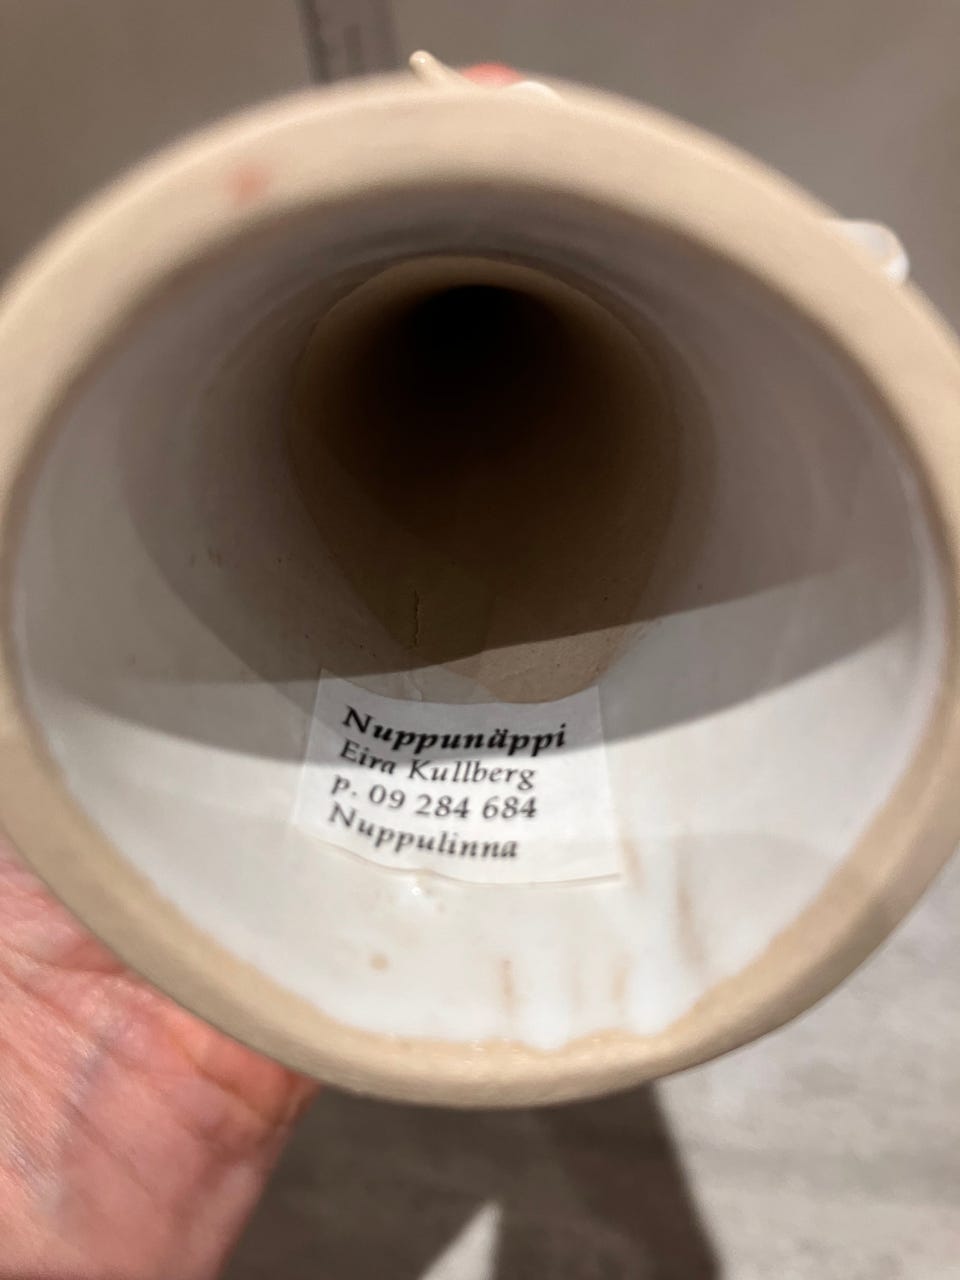 Nuppunäppi
Eira Kullberg
p. 09 284 684
Nuppulinna